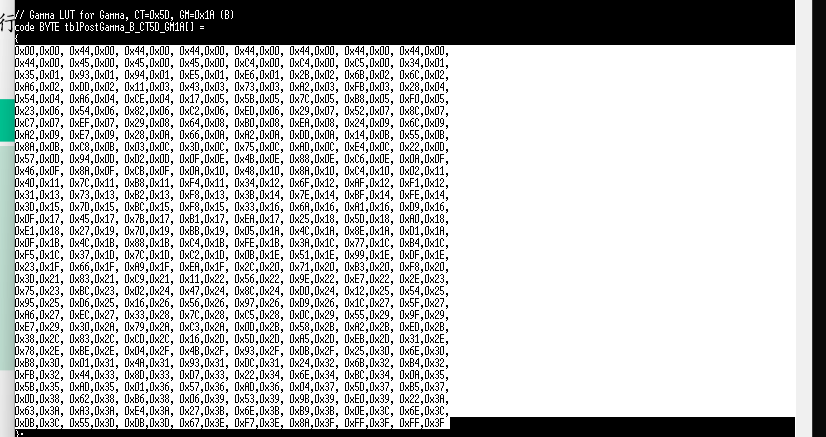 行
// Gamma LUT for Gamma, CT=0x5D, GM=0x1A (B)
code BYTE tblPostGamma_B_CT5D_GM1A[] =
{
0x00,0x00, 0x44,0x00, 0x44,0x00, 0x44,0x00, 0x44,0x00, 0x44,0x00, 0x44,0x00, 0x44,0x00,
0x44,0x00, 0x45,0x00, 0x45,0x00, 0x45,0x00, 0xC4,0x00, 0xC4,0x00, 0xC5,0x00, 0x34,0x01,
0x35,0x01, 0x93,0x01, 0x94,0x01, 0xE5,0x01, 0xE6,0x01, 0x2B,0x02, 0x6B,0x02, 0x6C,0x02,
0xA6,0x02, 0xDD,0x02, 0x11,0x03, 0x43,0x03, 0x73,0x03, 0xA2,0x03, 0xFB,0x03, 0x28,0x04,
0x54,0x04, 0xA6,0x04, 0xCE,0x04, 0x17,0x05, 0x5B,0x05, 0x7C,0x05, 0xB8,0x05, 0xF0,0x05,
0x23,0x06, 0x54,0x06, 0x82,0x06, 0xC2,0x06, 0xED,0x06, 0x29,0x07, 0x52,0x07, 0x8C,0x07,
0xC7,0x07, 0xEF,0x07, 0x29,0x08, 0x64,0x08, 0xBD,0x08, 0xEA,0x08, 0x24,0x09, 0x6C,0x09,
0xA2,0x09, 0xE7,0x09, 0x28,0x0A, 0x66,0x0A, 0xA2,0x0A, 0xDD,0x0A, 0x14,0x0B, 0x55,0x0B,
0x8A,0x0B, 0xC8,0x0B, 0x03,0x0C, 0x3D,0x0C, 0x75,0x0C, 0xAD,0x0C, 0xE4,0x0C, 0x22,0x0D,
0x57,0x0D, 0x94,0x0D, 0xD2,0x0D, 0x0F,0x0E, 0x4B,0x0E, 0x88,0x0E, 0xC6,0x0E, 0x0A,0x0F,
0x46,0x0F, 0x8A,0x0F, 0xCB,0x0F, 0x0A,0x10, 0x48,0x10, 0x8A,0x10, 0xC4,0x10, 0x02,0x11,
0x4D,0x11, 0x7C,0x11, 0xB8,0x11, 0xF4,0x11, 0x34,0x12, 0x6F,0x12, 0xAF,0x12, 0xF1,0x12,
0x31,0x13, 0x73,0x13, 0xB2,0x13, 0xF8,0x13, 0x3B,0x14, 0x7E,0x14, 0xBF,0x14, 0xFE,0x14,
0x3D,0x15, 0x7D,0x15, 0xBC,0x15, 0xF8,0x15, 0x33,0x16, 0x6A,0x16, 0xA1,0x16, 0xD9,0x16,
0x0F,0x17, 0x45,0x17, 0x7B,0x17, 0xB1,0x17, 0xEA,0x17, 0x25,0x18, 0x5D,0x18, 0xA0,0x18,
0xE1,0x18, 0x27,0x19, 0x70,0x19, 0xBB,0x19, 0x05,0x1A, 0x4C,0x1A, 0x8E,0x1A, 0xD1,0x1A,
0x0F,0x1B, 0x4C,0x1B, 0x88,0x1B, 0xC4,0x1B, 0xFE,0x1B, 0x3A,0x1C, 0x77,0x1C, 0xB4,0x1C,
0xF5,0x1C, 0x37,0x1D, 0x7C,0x1D, 0xC2,0x1D, 0x0B,0x1E, 0x51,0x1E, 0x99,0x1E, 0xDF,0x1E,
0x23,0x1F, 0x66,0x1F, 0xA9,0x1F, 0xEA,0x1F, 0x2C,0x20, 0x71,0x20, 0xB3,0x20, 0xF8,0x20,
0x3D,0x21, 0x83,0x21, 0xC9,0x21, 0x11,0x22, 0x56,0x22, 0x9E,0x22, 0xE7,0x22, 0x2E,0x23,
0x75,0x23, 0xBC,0x23, 0x02,0x24, 0x47,0x24, 0x8C,0x24, 0xD0,0x24, 0x12,0x25, 0x54,0x25,
0x95,0x25, 0xD6,0x25, 0x16,0x26, 0x56,0x26, 0x97,0x26, 0xD9,0x26, 0x1C,0x27, 0x5F,0x27,
0xA6,0x27, 0xEC,0x27, 0x33,0x28, 0x7C,0x28, 0xC5,0x28, 0x0C,0x29, 0x55,0x29, 0x9F,0x29,
0xE7,0x29, 0x30,0x2A, 0x79,0x2A, 0xC3,0x2A, 0x0D,0x2B, 0x58,0x2B, 0xA2,0x2B, 0xED,0x2B,
0x38,0x2C, 0x83,0x2C, 0xCD,0x2C, 0x16,0x2D, 0x5D,0x2D, 0xA5,0x2D, 0xEB,0x2D, 0x31,0x2E,
0x78,0x2E, 0xBE,0x2E, 0x04,0x2F, 0x4B,0x2F, 0x93,0x2F, 0xDB,0x2F, 0x25,0x30, 0x6E,0x30,
0xB8,0x30, 0x01,0x31, 0x4A,0x31, 0x93,0x31, 0xDC,0x31, 0x24,0x32, 0x6B,0x32, 0xB4,0x32,
0xFB,0x32, 0x44,0x33, 0x8D,0x33, 0xD7,0x33, 0x22,0x34, 0x6E,0x34, 0xBC,0x34, 0x0A,0x35,
0x5B,0x35, 0xAD,0x35, 0x01,0x36, 0x57,0x36, 0xAD,0x36, 0x04,0x37, 0x5D,0x37, 0xB5,0x37,
0x0D,0x38, 0x62,0x38, 0xB6,0x38, 0x06,0x39, 0x53,0x39, 0x9B,0x39, 0xE0,0x39, 0x22,0x3A,
0x63,0x3A, 0xA3,0x3A, 0xE4,0x3A, 0x27,0x3B, 0x6E,0x3B, 0xB9,0x3B, 0x0E,0x3C, 0x6E,0x3C,
0xDB,0x3C, 0x55,0x3D, 0xDB,0x3D, 0x67,0x3E, 0xF7,0x3E, 0x8A,0x3F, 0xFF,0x3F, 0xFF,0x3F
};